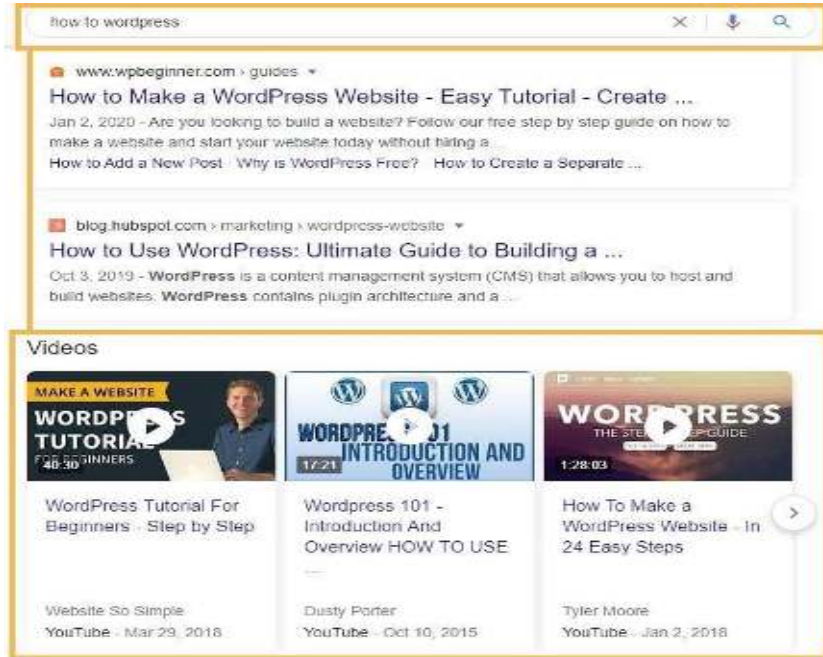 how to wordpress
www.wpbeginner.com › guides
How to Make a WordPress Website - Easy Tutorial - Create ...
Jan 2, 2020 - Are you looking to build a website? Follow our free step by step guide on how to
make a website and start your website today without hiring a...
How to Add a New Post · Why is WordPress Free? · How to Create a Separate ...
blog.hubspot.com › marketing › wordpress-website
How to Use WordPress: Ultimate Guide to Building a ...
Oct 3, 2019 - WordPress is a content management system (CMS) that allows you to host and
build websites. WordPress contains plugin architecture and a ...
Videos
MAKE A WEBSITE
WORDPRESS
TUTORIAL
FOR BEGINNERS
40:30
WordPress Tutorial For
Beginners - Step by Step
Website So Simple
YouTube - Mar 29, 2018
WORDPRESS 101
INTRODUCTION AND
OVERVIEW
17:21
Wordpress 101 -
Introduction And
Overview HOW TO USE
...
Dusty Porter
YouTube - Oct 10, 2015
WORDPRESS
THE STEP BY STEP GUIDE
1:28:03
How To Make a
WordPress Website - In
24 Easy Steps
Tyler Moore
YouTube - Jan 2, 2018